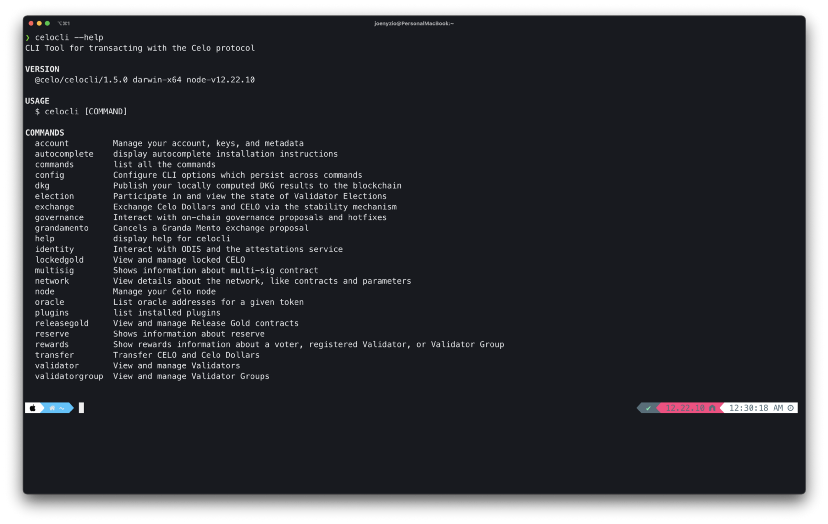 ⌥⌘1
joenyzio@PersonalMacBook:~
❯ celocli --help
CLI Tool for transacting with the Celo protocol
VERSION
@celo/celocli/1.5.0 darwin-x64 node-v12.22.10
USAGE
$ celocli [COMMAND]
COMMANDS
account Manage your account, keys, and metadata
autocomplete display autocomplete installation instructions
commands list all the commands
config Configure CLI options which persist across commands
dkg Publish your locally computed DKG results to the blockchain
election Participate in and view the state of Validator Elections
exchange Exchange Celo Dollars and CELO via the stability mechanism
governance Interact with on-chain governance proposals and hotfixes
grandamento Cancels a Granda Mento exchange proposal
help display help for celocli
identity Interact with ODIS and the attestations service
lockedgold View and manage locked CELO
multisig Shows information about multi-sig contract
network View details about the network, like contracts and parameters
node Manage your Celo node
oracle List oracle addresses for a given token
plugins list installed plugins
releasegold View and manage Release Gold contracts
reserve Shows information about reserve
rewards Show rewards information about a voter, registered Validator, or Validator Group
transfer Transfer CELO and Celo Dollars
validator View and manage Validators
validatorgroup View and manage Validator Groups
~ ✓ 12.22.10 12:30:18 AM